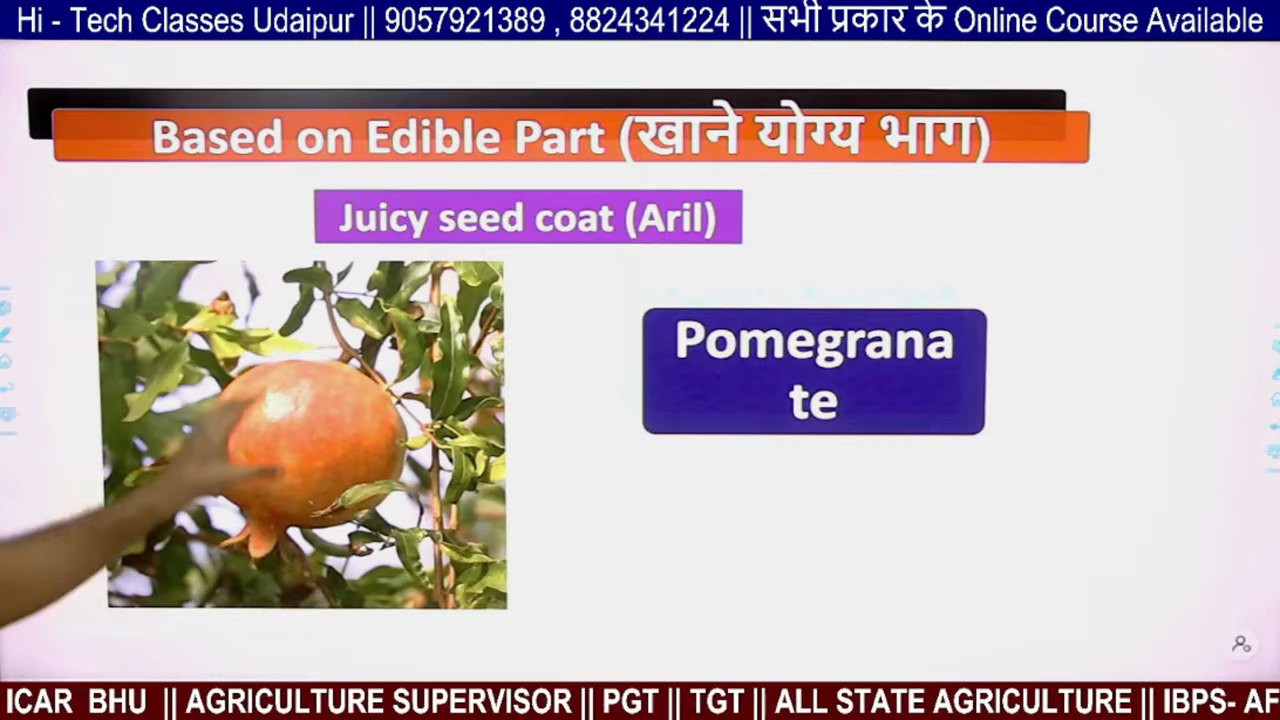 Hi - Tech Classes Udaipur || 9057921389 , 8824341224 || सभी प्रकार के Online Course Available
Based on Edible Part (खाने योग्य भाग)
Juicy seed coat (Aril)
Pomegrana
te
ICAR BHU || AGRICULTURE SUPERVISOR || PGT || TGT || ALL STATE AGRICULTURE || IBPS- AF